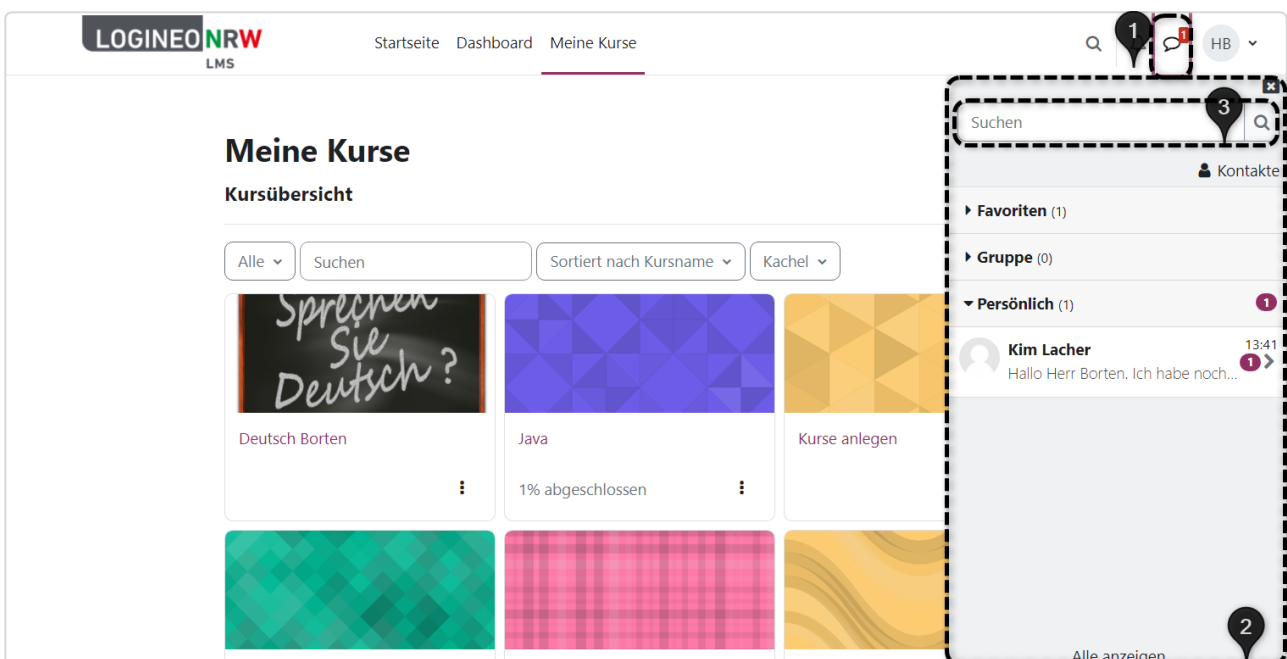 LOGINEO NRW
LMS
Startseite Dashboard Meine Kurse
1
1
HB
3
Suchen
Kontakte
Meine Kurse
Kursübersicht
Favoriten (1)
Gruppe (0)
Alle
Suchen
Sortiert nach Kursname
Kachel
Persönlich (1)
1
Kim Lacher
13:41
Hallo Herr Borten. Ich habe noch...
1
Sprechen
Sie
Deutsch ?
Deutsch Borten
Java
Kurse anlegen
1% abgeschlossen
2
Alle anzeigen